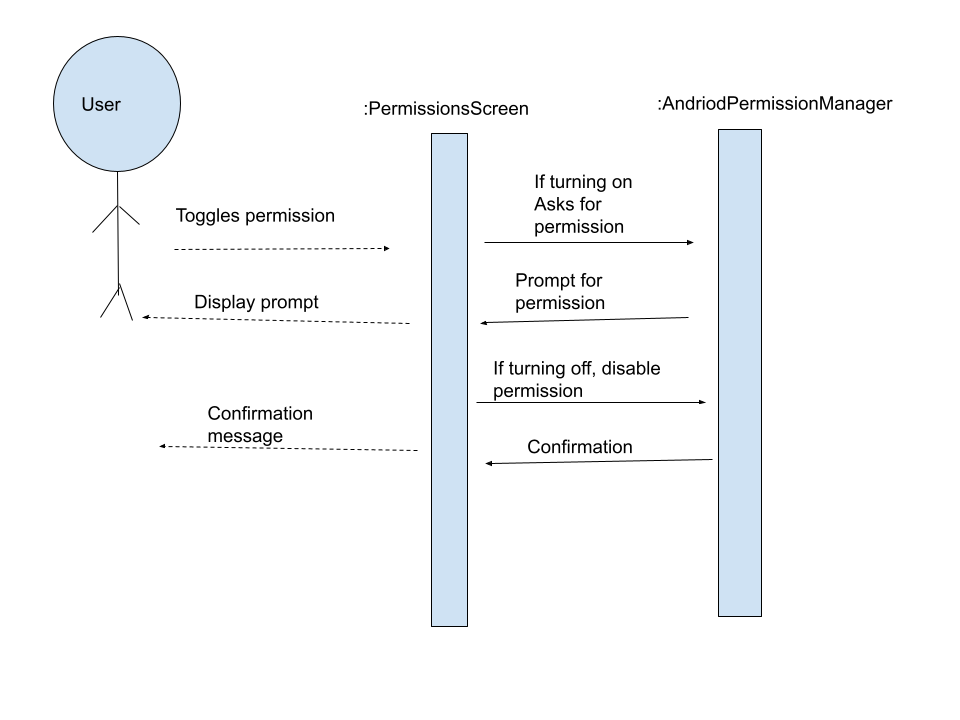 User
:PermissionsScreen
:AndriodPermissionManager
Toggles permission
If turning on
Asks for
permission
Display prompt
Prompt for
permission
If turning off, disable
permission
Confirmation
message
Confirmation